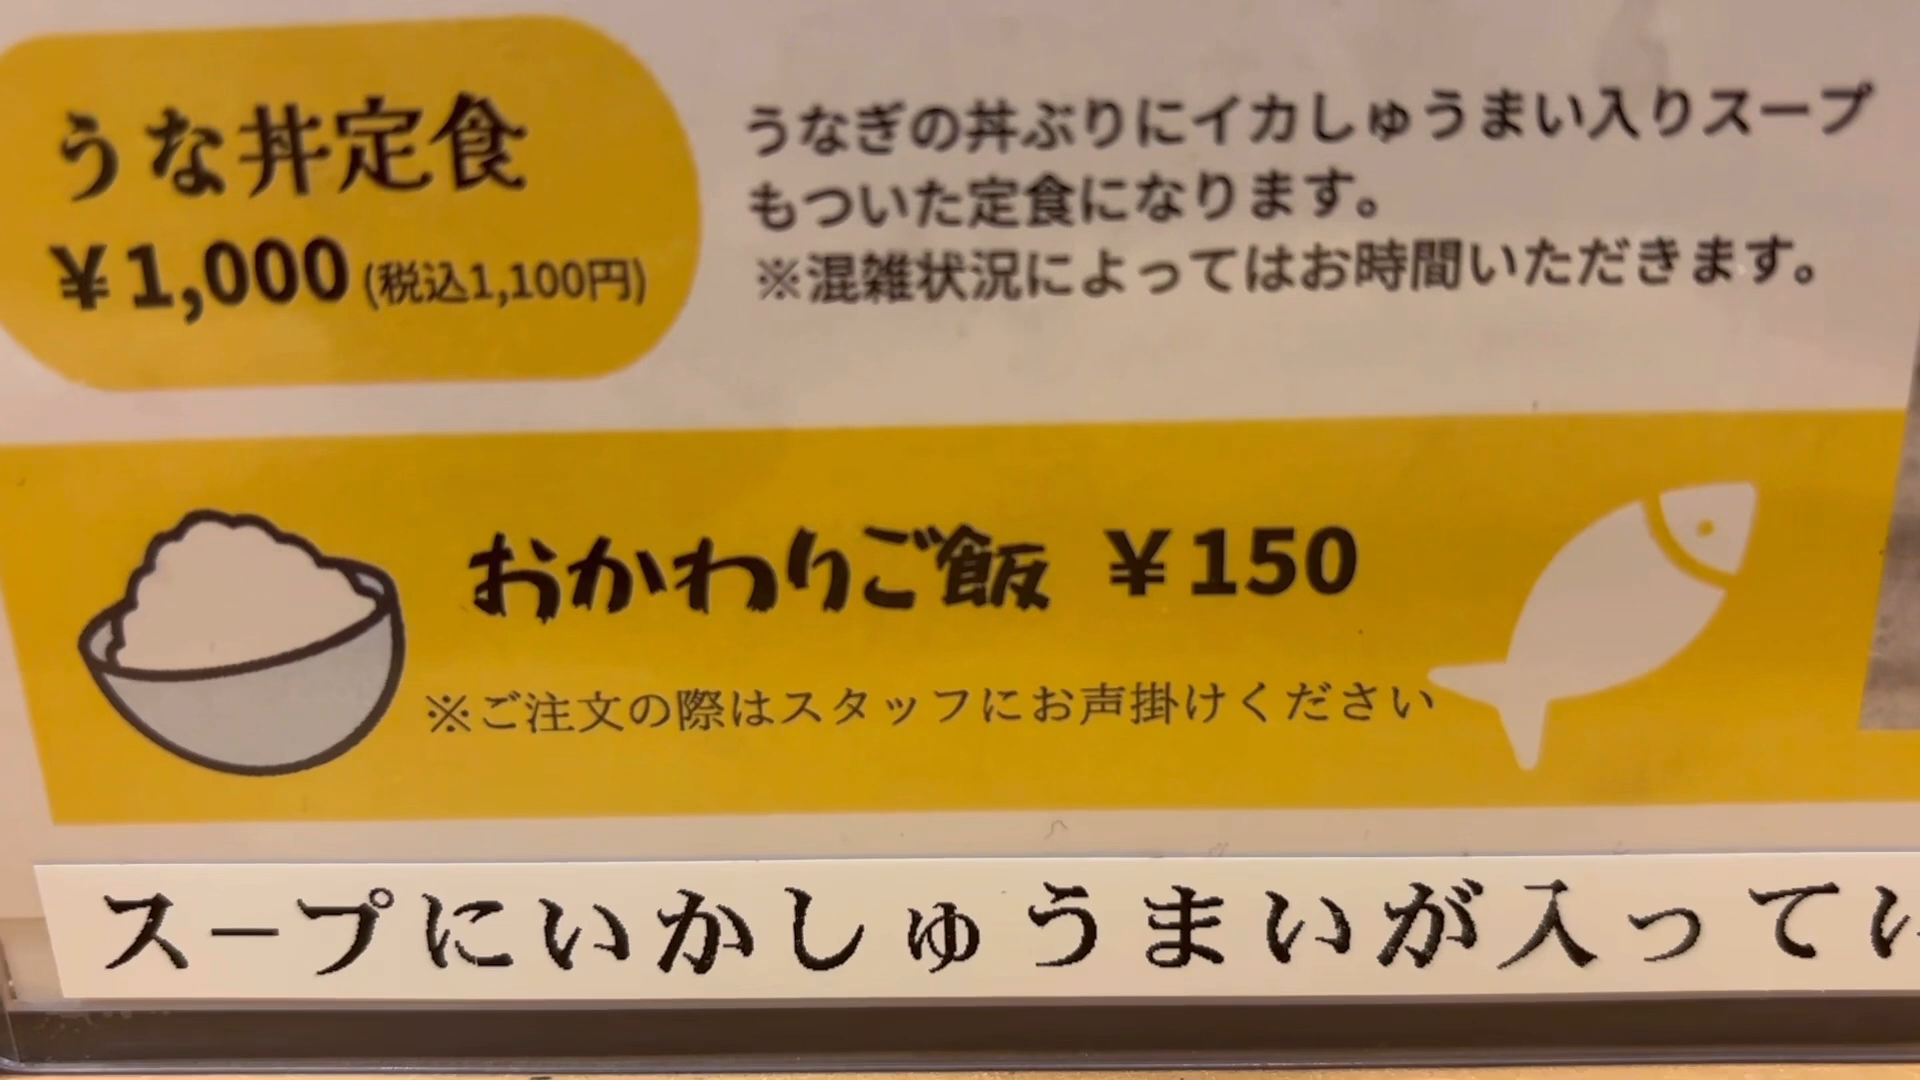 うな丼定食
¥1,000 (税込1,100円)
うなぎの丼ぶりにイカしゅうまい入りスープ
もついた定食になります。
※混雑状況によってはお時間いただきます。
おかわりご飯 ¥150
※ご注文の際はスタッフにお声掛けください
スープにいかしゅうまいが入って